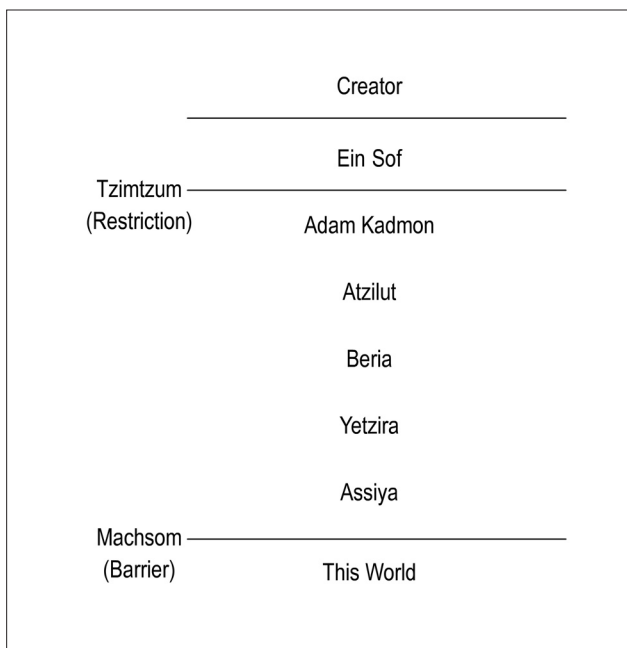 Creator
Ein Sof
Tzimtzum
(Restriction)
Adam Kadmon
Atzilut
Beria
Yetzira
Assiya
Machsom
(Barrier)
This World